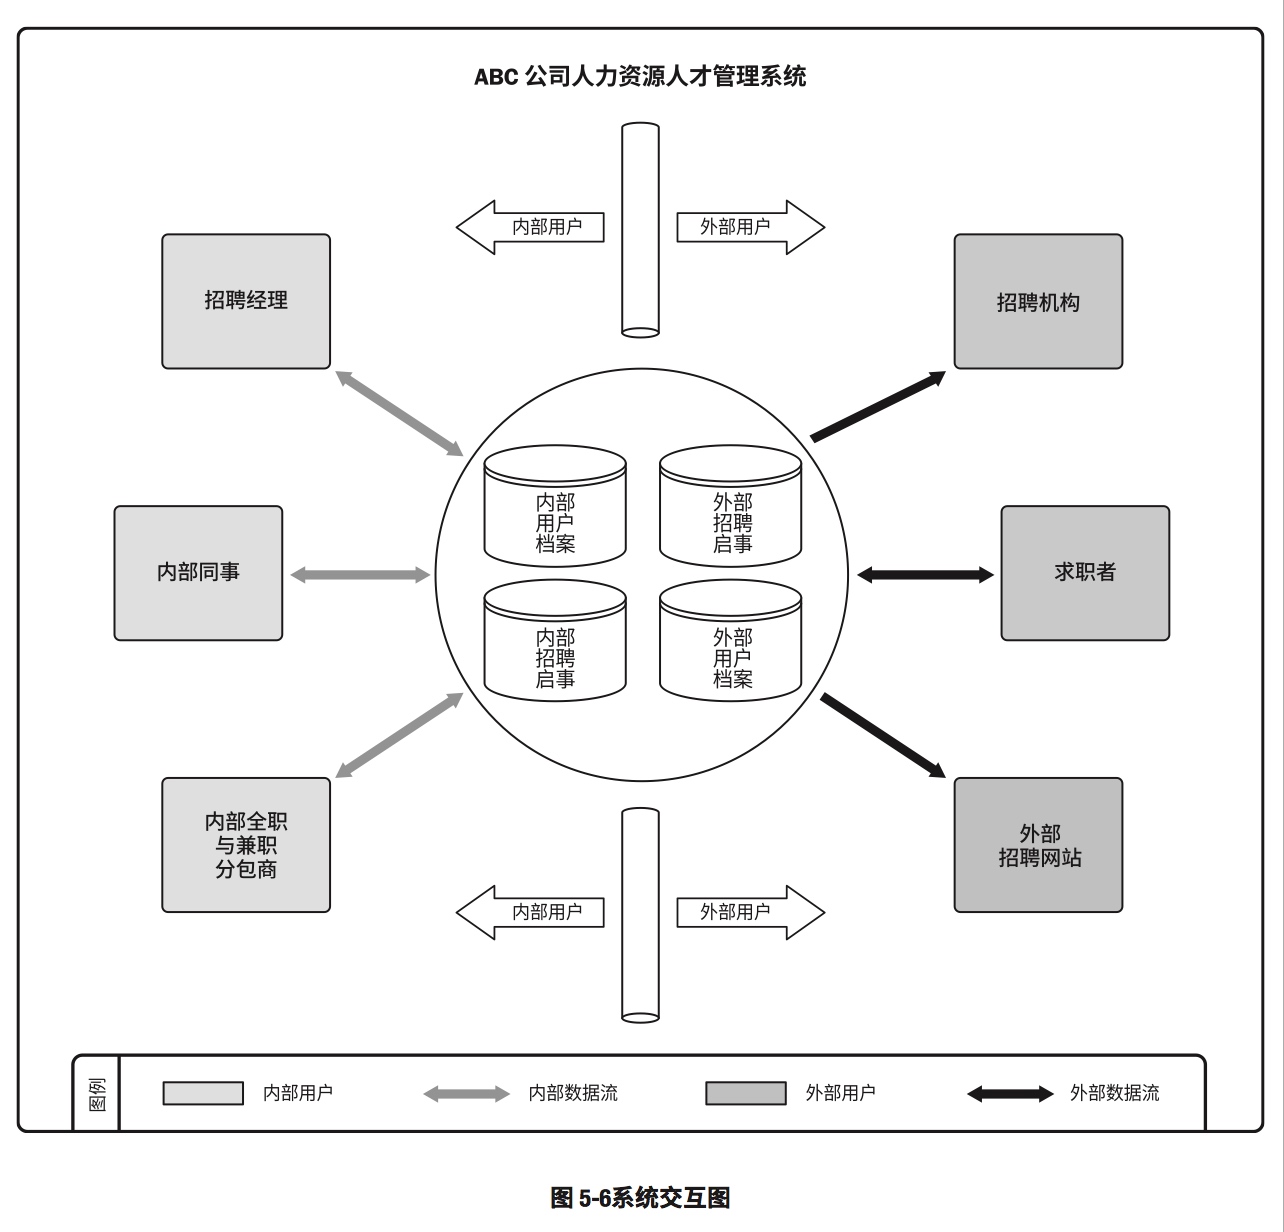 ABC 公司人力资源人才管理系统
内部用户
外部用户
招聘经理
招聘机构
内部
用户
档案
外部
招聘
启事
内部同事
求职者
内部
招聘
启事
外部
用户
档案
内部全职
与兼职
分包商
外部
招聘网站
内部用户
外部用户
图例
内部用户
内部数据流
外部用户
外部数据流
图 5-6系统交互图